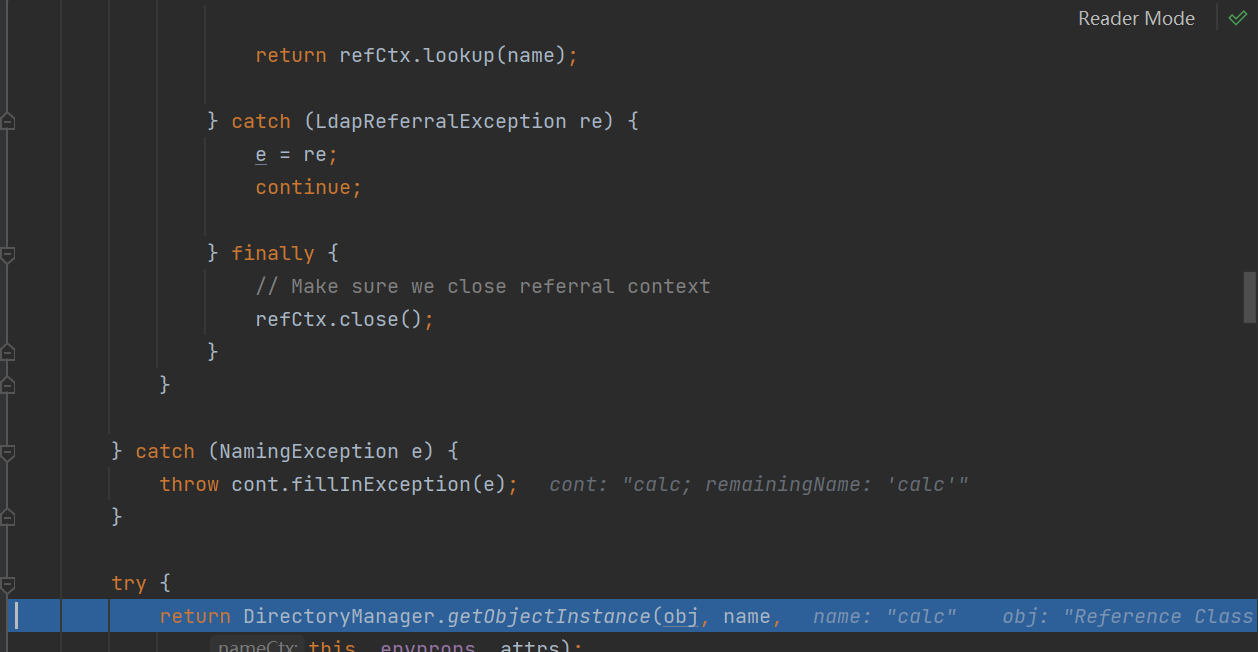 Reader Mode
return refCtx.lookup(name);
} catch (LdapReferralException re) {
e = re;
continue;
} finally {
// Make sure we close referral context
refCtx.close();
}
}
} catch (NamingException e) {
throw cont.fillInException(e); cont: "calc; remainingName: 'calc'"
}
try {
return DirectoryManager.getObjectInstance(obj, name, name: "calc" obj: "Reference Class
nameCtx: this, envprops, attrs);